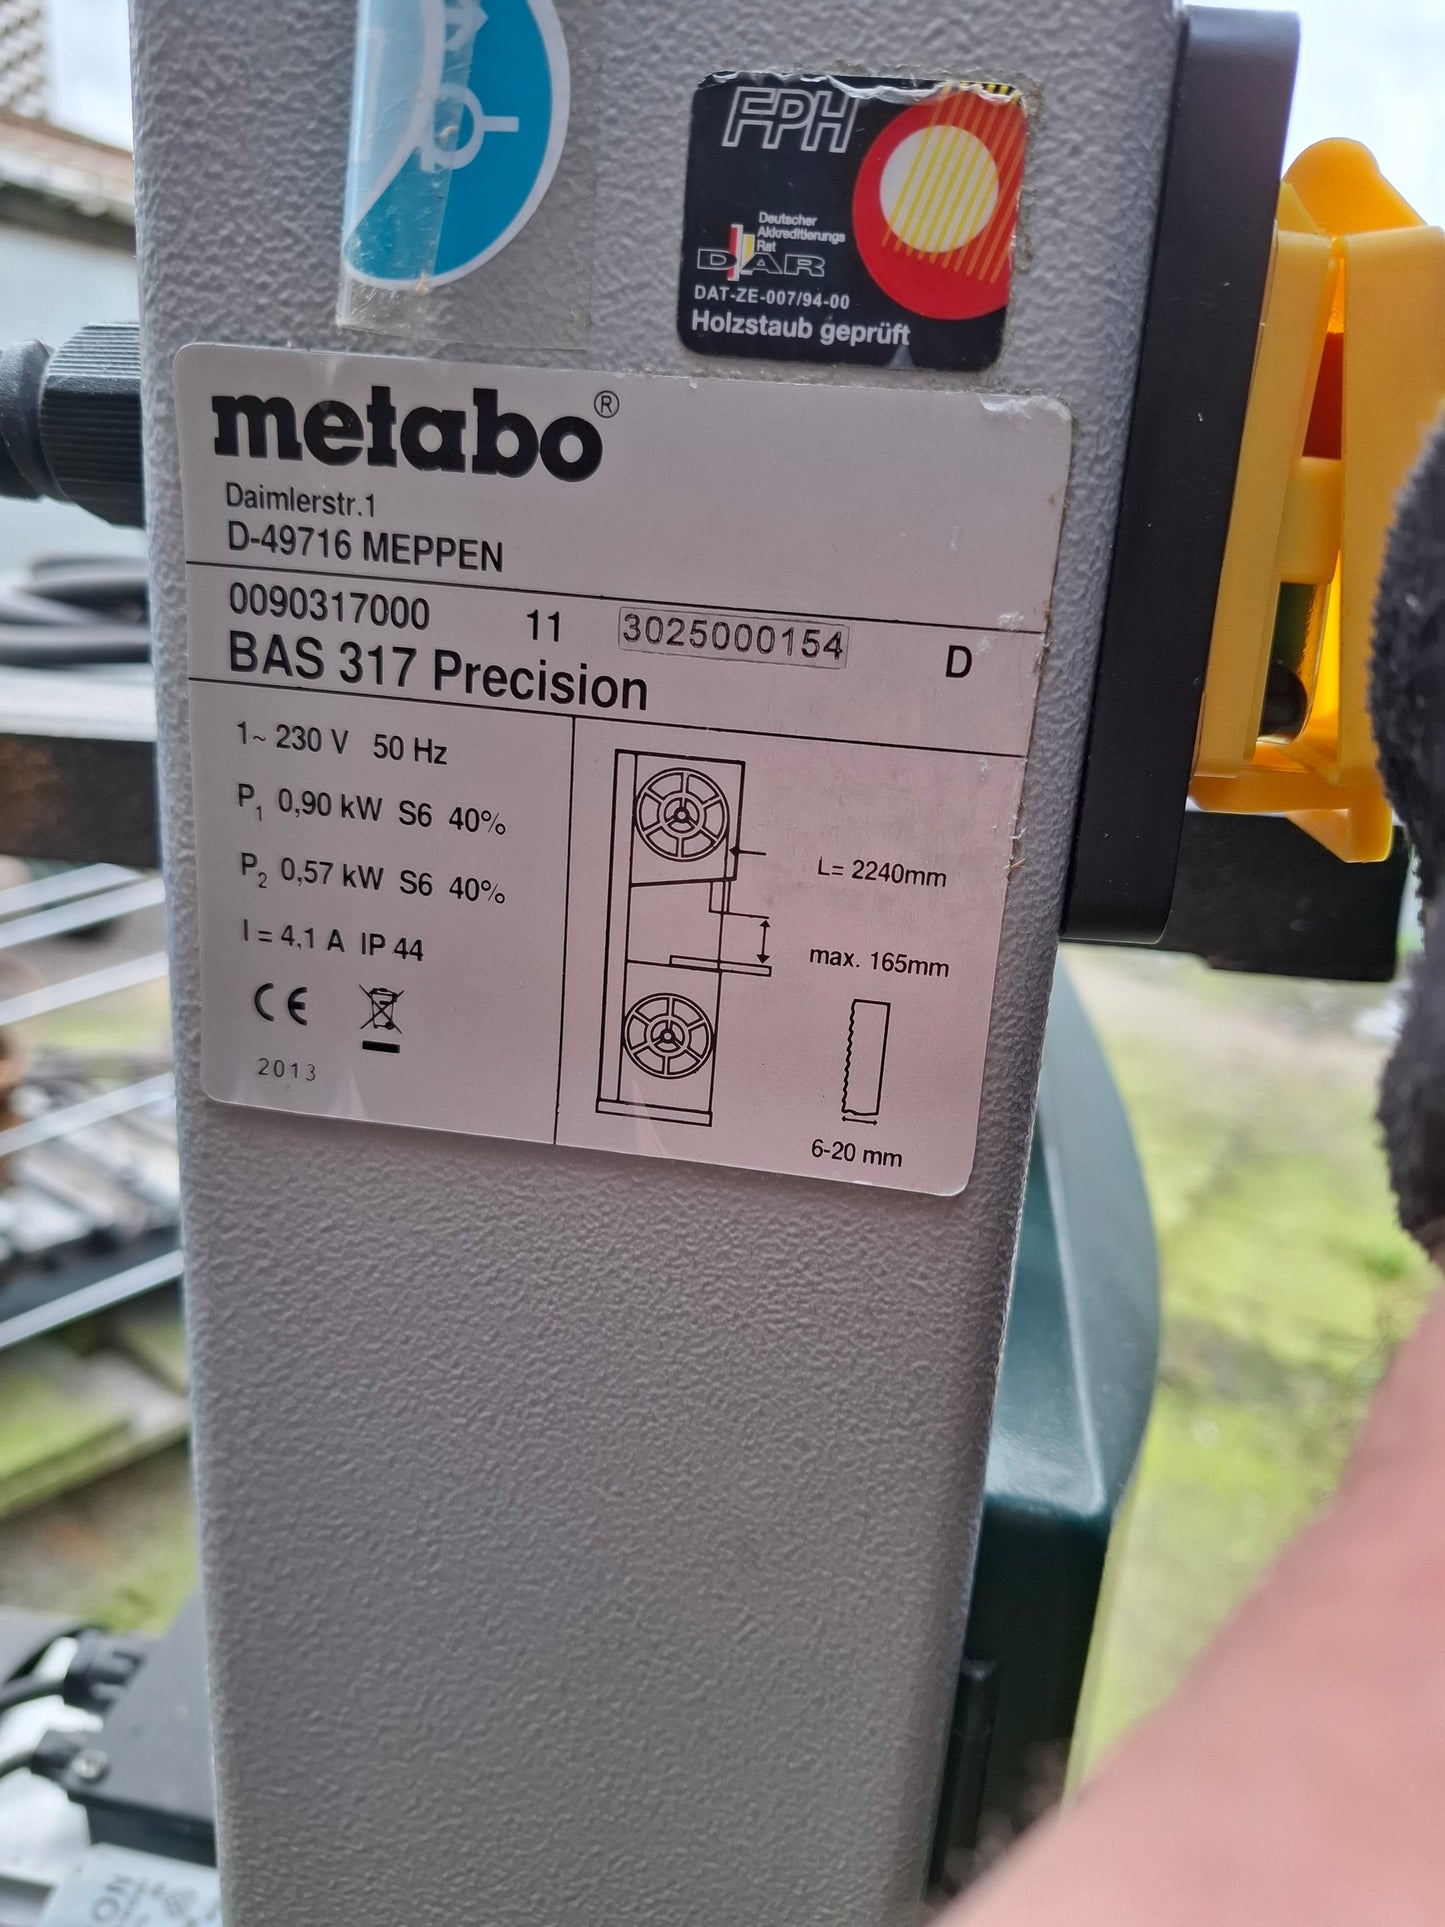 FPH
Deutscher
Akkreditierungs
Rat
DAR
DAT-ZE-007/94-00
Holzstaub geprüft
metabo®
Daimlerstr.1
D-49716 MEPPEN
0090317000 11 3025000154 D
BAS 317 Precision
1~ 230 V 50 Hz
P1 0,90 kW S6 40%
P2 0,57 kW S6 40%
I = 4,1 A IP 44
CE
2013
L= 2240mm
max. 165mm
6-20 mm